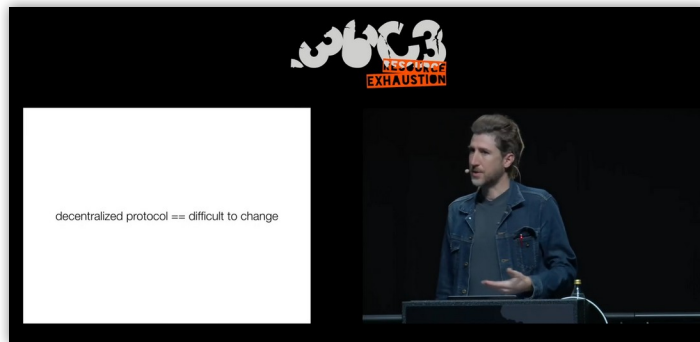 36C3
RESOURCE
EXHAUSTION
decentralized protocol == difficult to change